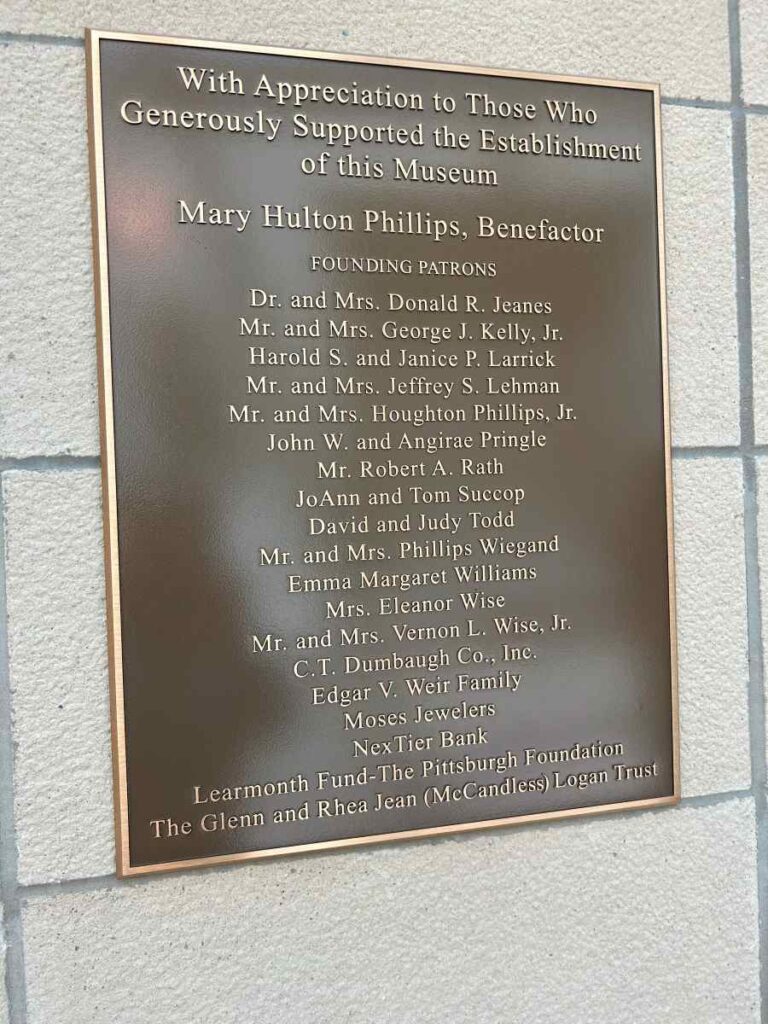 With Appreciation to Those Who
Generously Supported the Establishment
of this Museum
Mary Hulton Phillips, Benefactor
FOUNDING PATRONS
Dr. and Mrs. Donald R. Jeanes
Mr. and Mrs. George J. Kelly, Jr.
Harold S. and Janice P. Larrick
Mr. and Mrs. Jeffrey S. Lehman
Mr. and Mrs. Houghton Phillips, Jr.
John W. and Angirae Pringle
Mr. Robert A. Rath
JoAnn and Tom Succop
David and Judy Todd
Mr. and Mrs. Phillips Wiegand
Emma Margaret Williams
Mrs. Eleanor Wise
Mr. and Mrs. Vernon L. Wise, Jr.
C.T. Dumbaugh Co., Inc.
Edgar V. Weir Family
Moses Jewelers
NexTier Bank
Learmonth Fund-The Pittsburgh Foundation
The Glenn and Rhea Jean (McCandless) Logan Trust